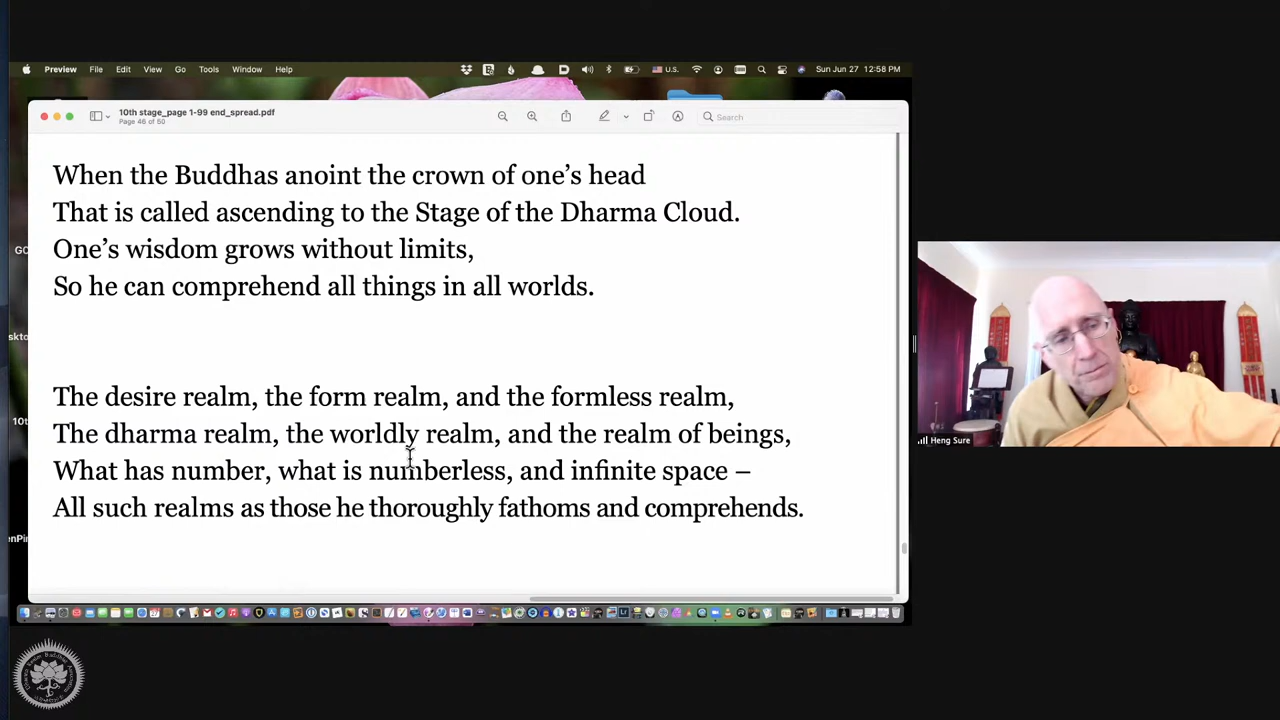 Preview File Edit View Go Tools Window Help U.S. Sun Jun 27 12:58 PM
10th stage_page 1-99 end_spread.pdf
Page 46 of 50
Search
When the Buddhas anoint the crown of one's head
That is called ascending to the Stage of the Dharma Cloud.
One's wisdom grows without limits,
So he can comprehend all things in all worlds.
The desire realm, the form realm, and the formless realm,
The dharma realm, the worldly realm, and the realm of beings,
What has number, what is numberless, and infinite space –
All such realms as those he thoroughly fathoms and comprehends.
Heng Sure